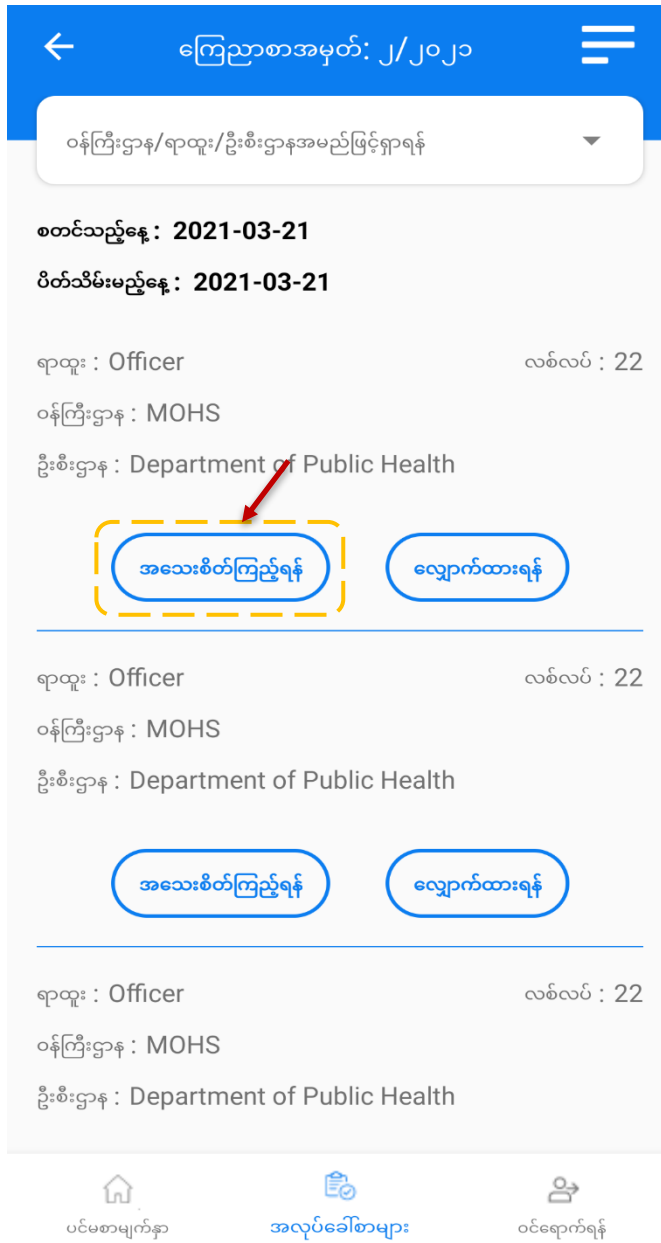 ကြေညာစာအမှတ်: ၂/၂၀၂၁
ဝန်ကြီးဌာန/ရာထူး/ဦးစီးဌာနအမည်ဖြင့်ရှာရန်
စတင်သည့်နေ့ : 2021-03-21
ပိတ်သိမ်းမည့်နေ့ : 2021-03-21
ရာထူး : Officer လစ်လပ် : 22
ဝန်ကြီးဌာန : MOHS
ဦးစီးဌာန : Department of Public Health
အသေးစိတ်ကြည့်ရန် လျှောက်ထားရန်
ရာထူး : Officer လစ်လပ် : 22
ဝန်ကြီးဌာန : MOHS
ဦးစီးဌာန : Department of Public Health
အသေးစိတ်ကြည့်ရန် လျှောက်ထားရန်
ရာထူး : Officer လစ်လပ် : 22
ဝန်ကြီးဌာန : MOHS
ဦးစီးဌာန : Department of Public Health
ပင်မစာမျက်နှာ အလုပ်ခေါ်စာများ ဝင်ရောက်ရန်